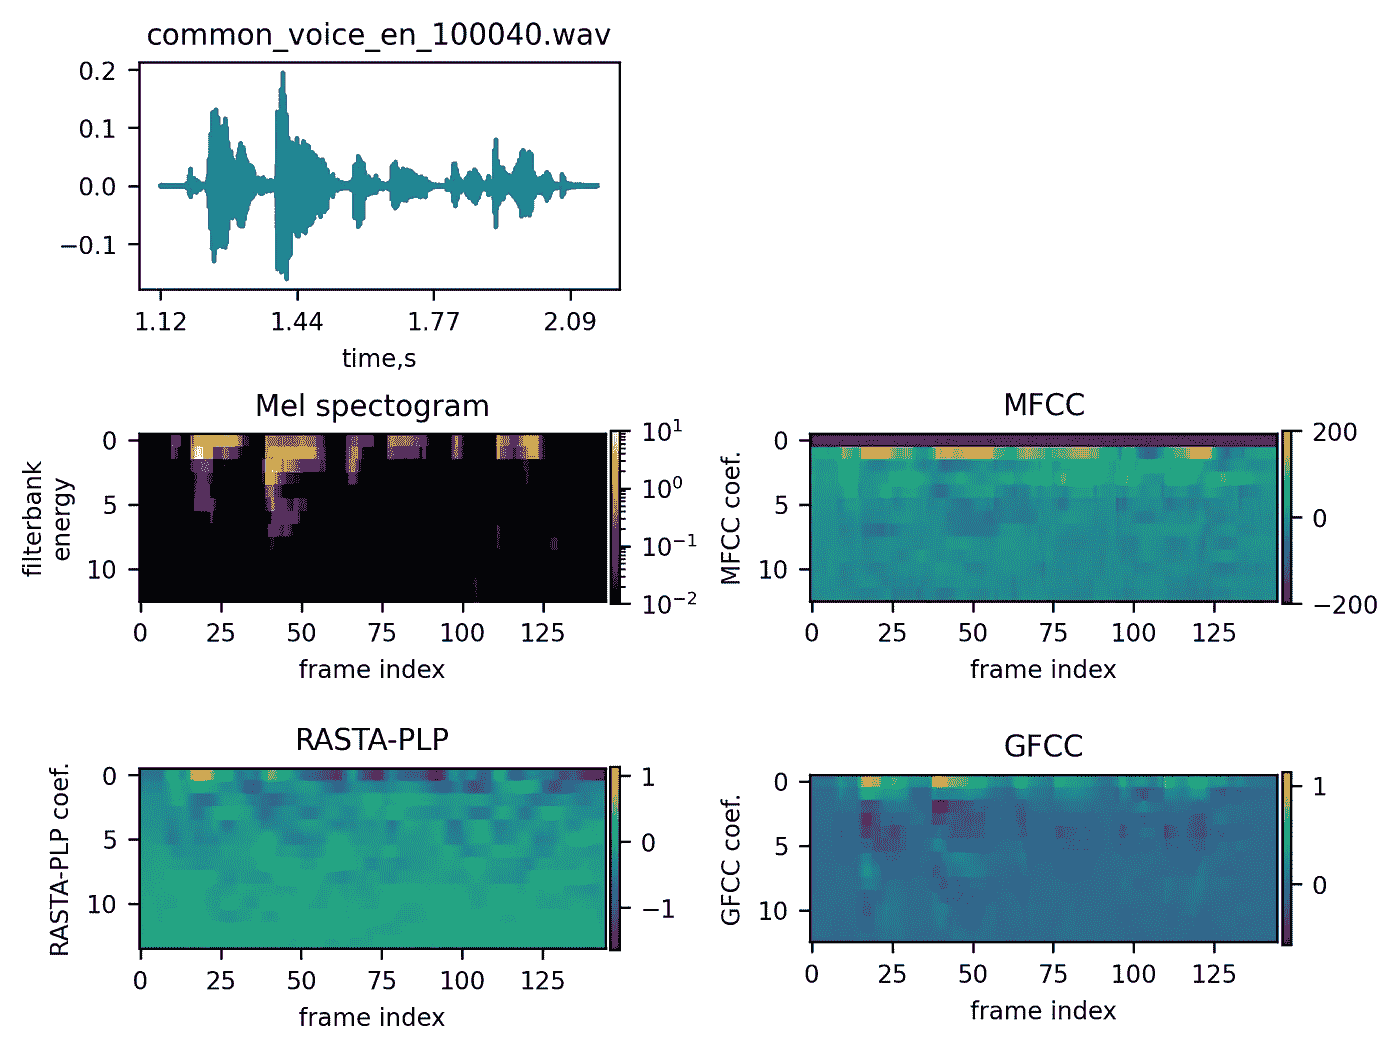 common_voice_en_100040.wav
0.2
0.1
0.0
−0.1
1.12 1.44 1.77 2.09
time,s
Mel spectogram
filterbank
energy
0
5
10
10¹
10⁰
10⁻¹
10⁻²
0 25 50 75 100 125
frame index
MFCC
MFCC coef.
0
5
10
200
0
−200
0 25 50 75 100 125
frame index
RASTA-PLP
RASTA-PLP coef.
0
5
10
1
0
−1
0 25 50 75 100 125
frame index
GFCC
GFCC coef.
0
5
10
1
0
0 25 50 75 100 125
frame index